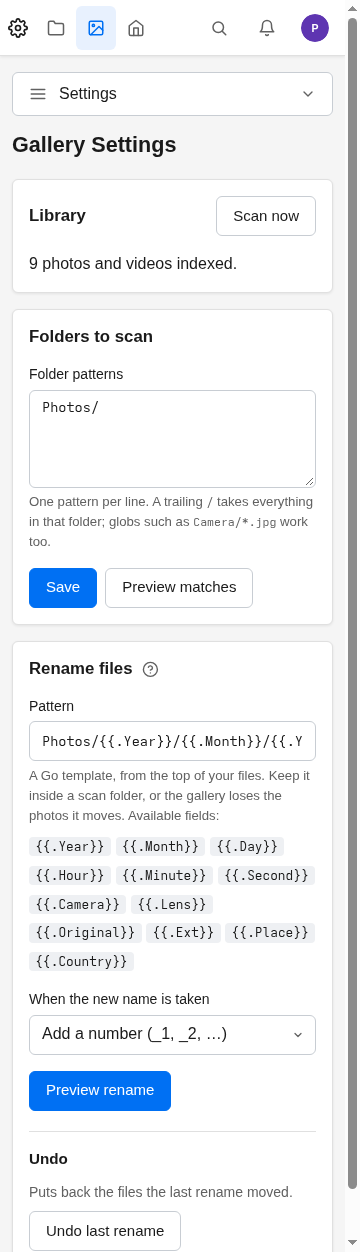 P
Settings
Gallery Settings
Library
Scan now
9 photos and videos indexed.
Folders to scan
Folder patterns
Photos/
One pattern per line. A trailing / takes everything
in that folder; globs such as Camera/*.jpg work
too.
Save
Preview matches
Rename files
Pattern
Photos/{{.Year}}/{{.Month}}/{{.Y
A Go template, from the top of your files. Keep it
inside a scan folder, or the gallery loses the
photos it moves. Available fields:
{{.Year}} {{.Month}} {{.Day}}
{{.Hour}} {{.Minute}} {{.Second}}
{{.Camera}} {{.Lens}}
{{.Original}} {{.Ext}} {{.Place}}
{{.Country}}
When the new name is taken
Add a number (_1, _2, …)
Preview rename
Undo
Puts back the files the last rename moved.
Undo last rename